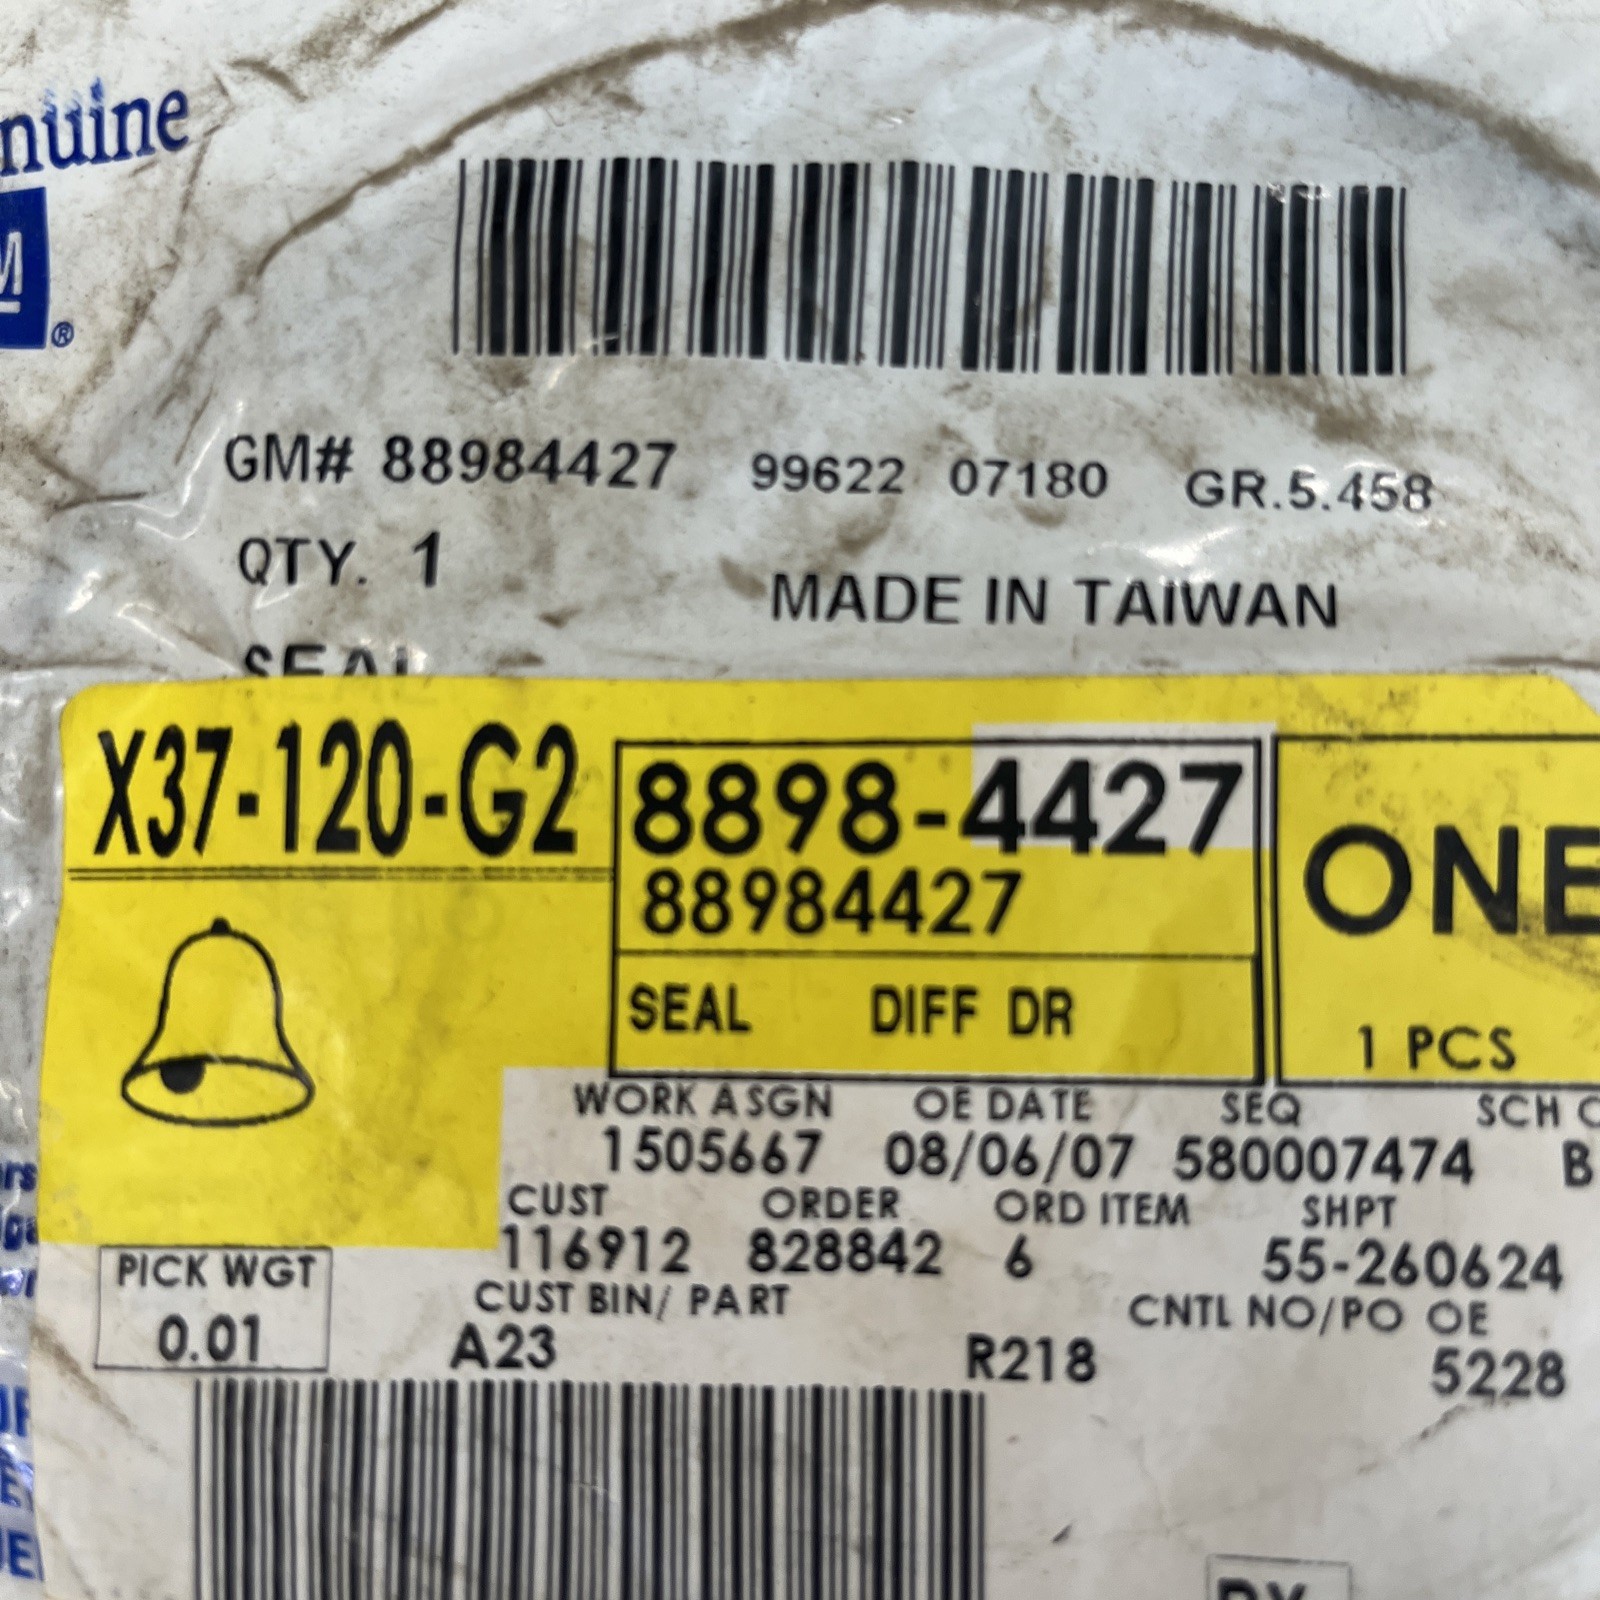 nuine
M
®
GM# 88984427 99622 07180 GR.5.458
QTY. 1
MADE IN TAIWAN
SEAL
X37-120-G2
8898-4427
88984427
SEAL DIFF DR
ONE
1 PCS
WORK ASGN OE DATE SEQ SCH C
1505667 08/06/07 580007474 B
CUST ORDER ORD ITEM SHPT
116912 828842 6 55-260624
PICK WGT
0.01
CUST BIN/ PART CNTL NO/PO OE
A23 R218 5228